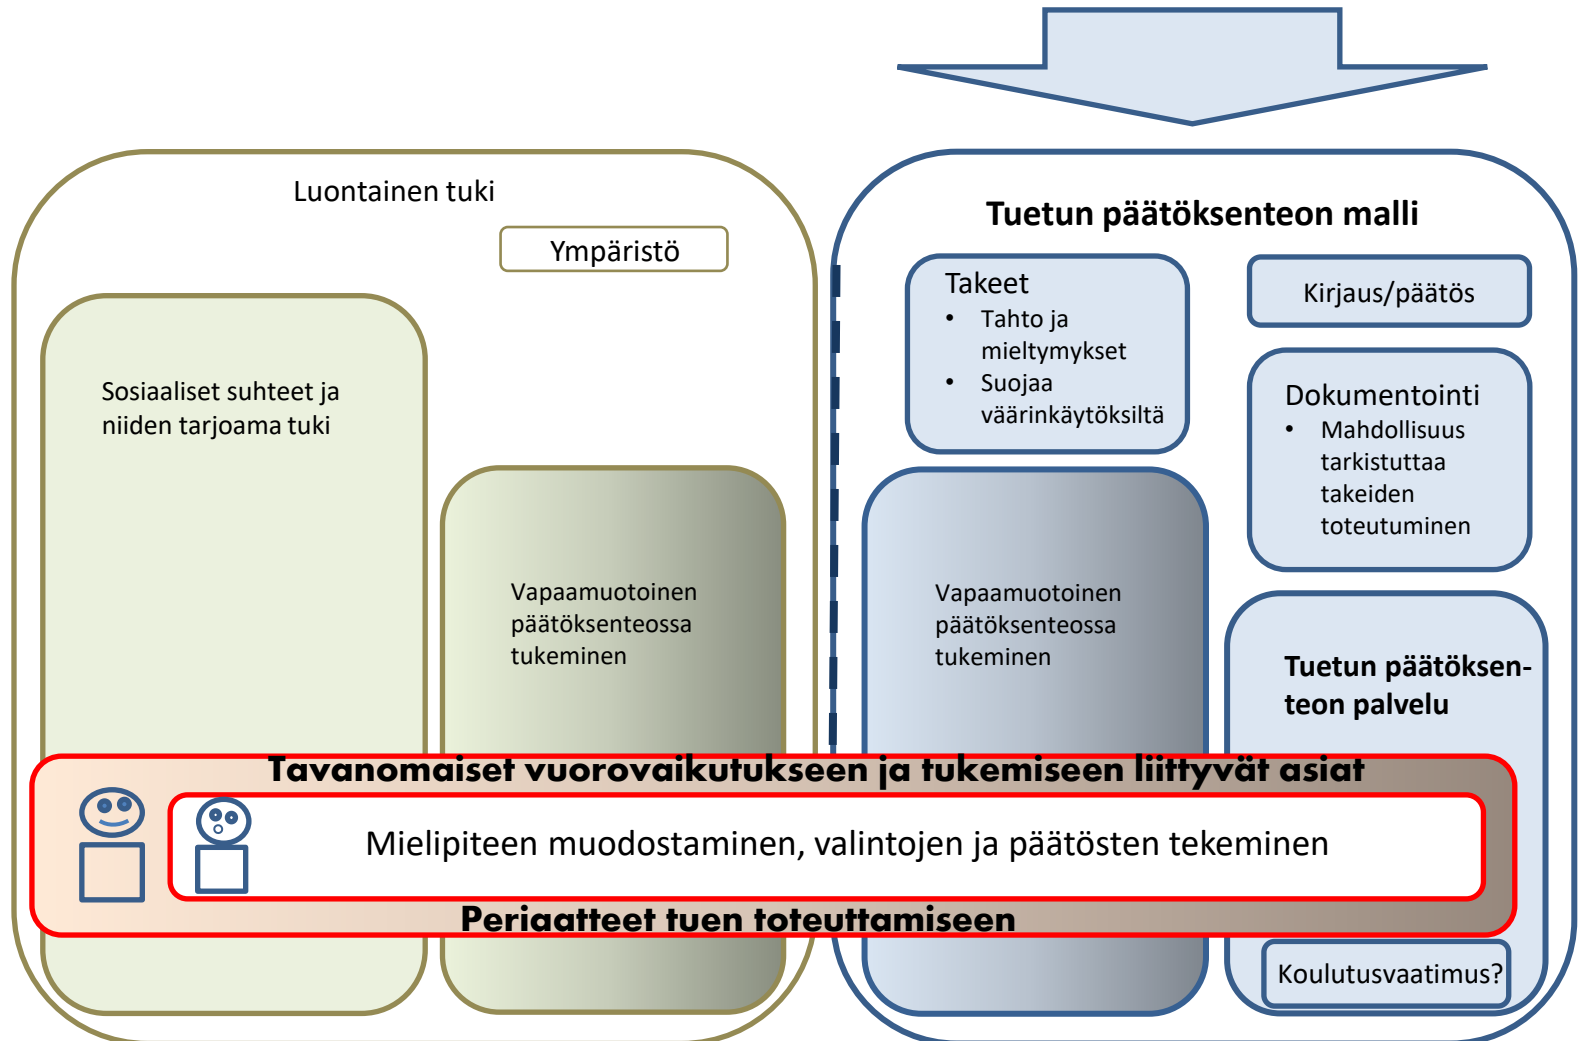 Luontainen tuki
Ympäristö
Sosiaaliset suhteet ja
niiden tarjoama tuki
Vapaamuotoinen
päätöksenteossa
tukeminen
Tuetun päätöksenteon malli
Takeet
• Tahto ja
mieltymykset
• Suojaa
väärinkäytöksiltä
Kirjaus/päätös
Dokumentointi
• Mahdollisuus
tarkistuttaa
takeiden
toteutuminen
Vapaamuotoinen
päätöksenteossa
tukeminen
Tuetun päätöksen-
teon palvelu
Tavanomaiset vuorovaikutukseen ja tukemiseen liittyvät asiat
Mielipiteen muodostaminen, valintojen ja päätösten tekeminen
Periaatteet tuen toteuttamiseen
Koulutusvaatimus?